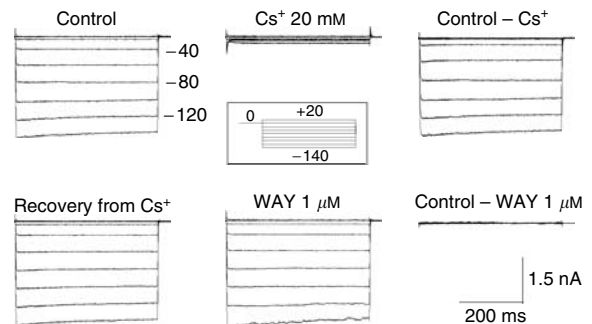 Control
Cs⁺ 20 mM
Control – Cs⁺
−40
−80
−120
0
+20
−140
Recovery from Cs⁺
WAY 1 μM
Control – WAY 1 μM
1.5 nA
200 ms